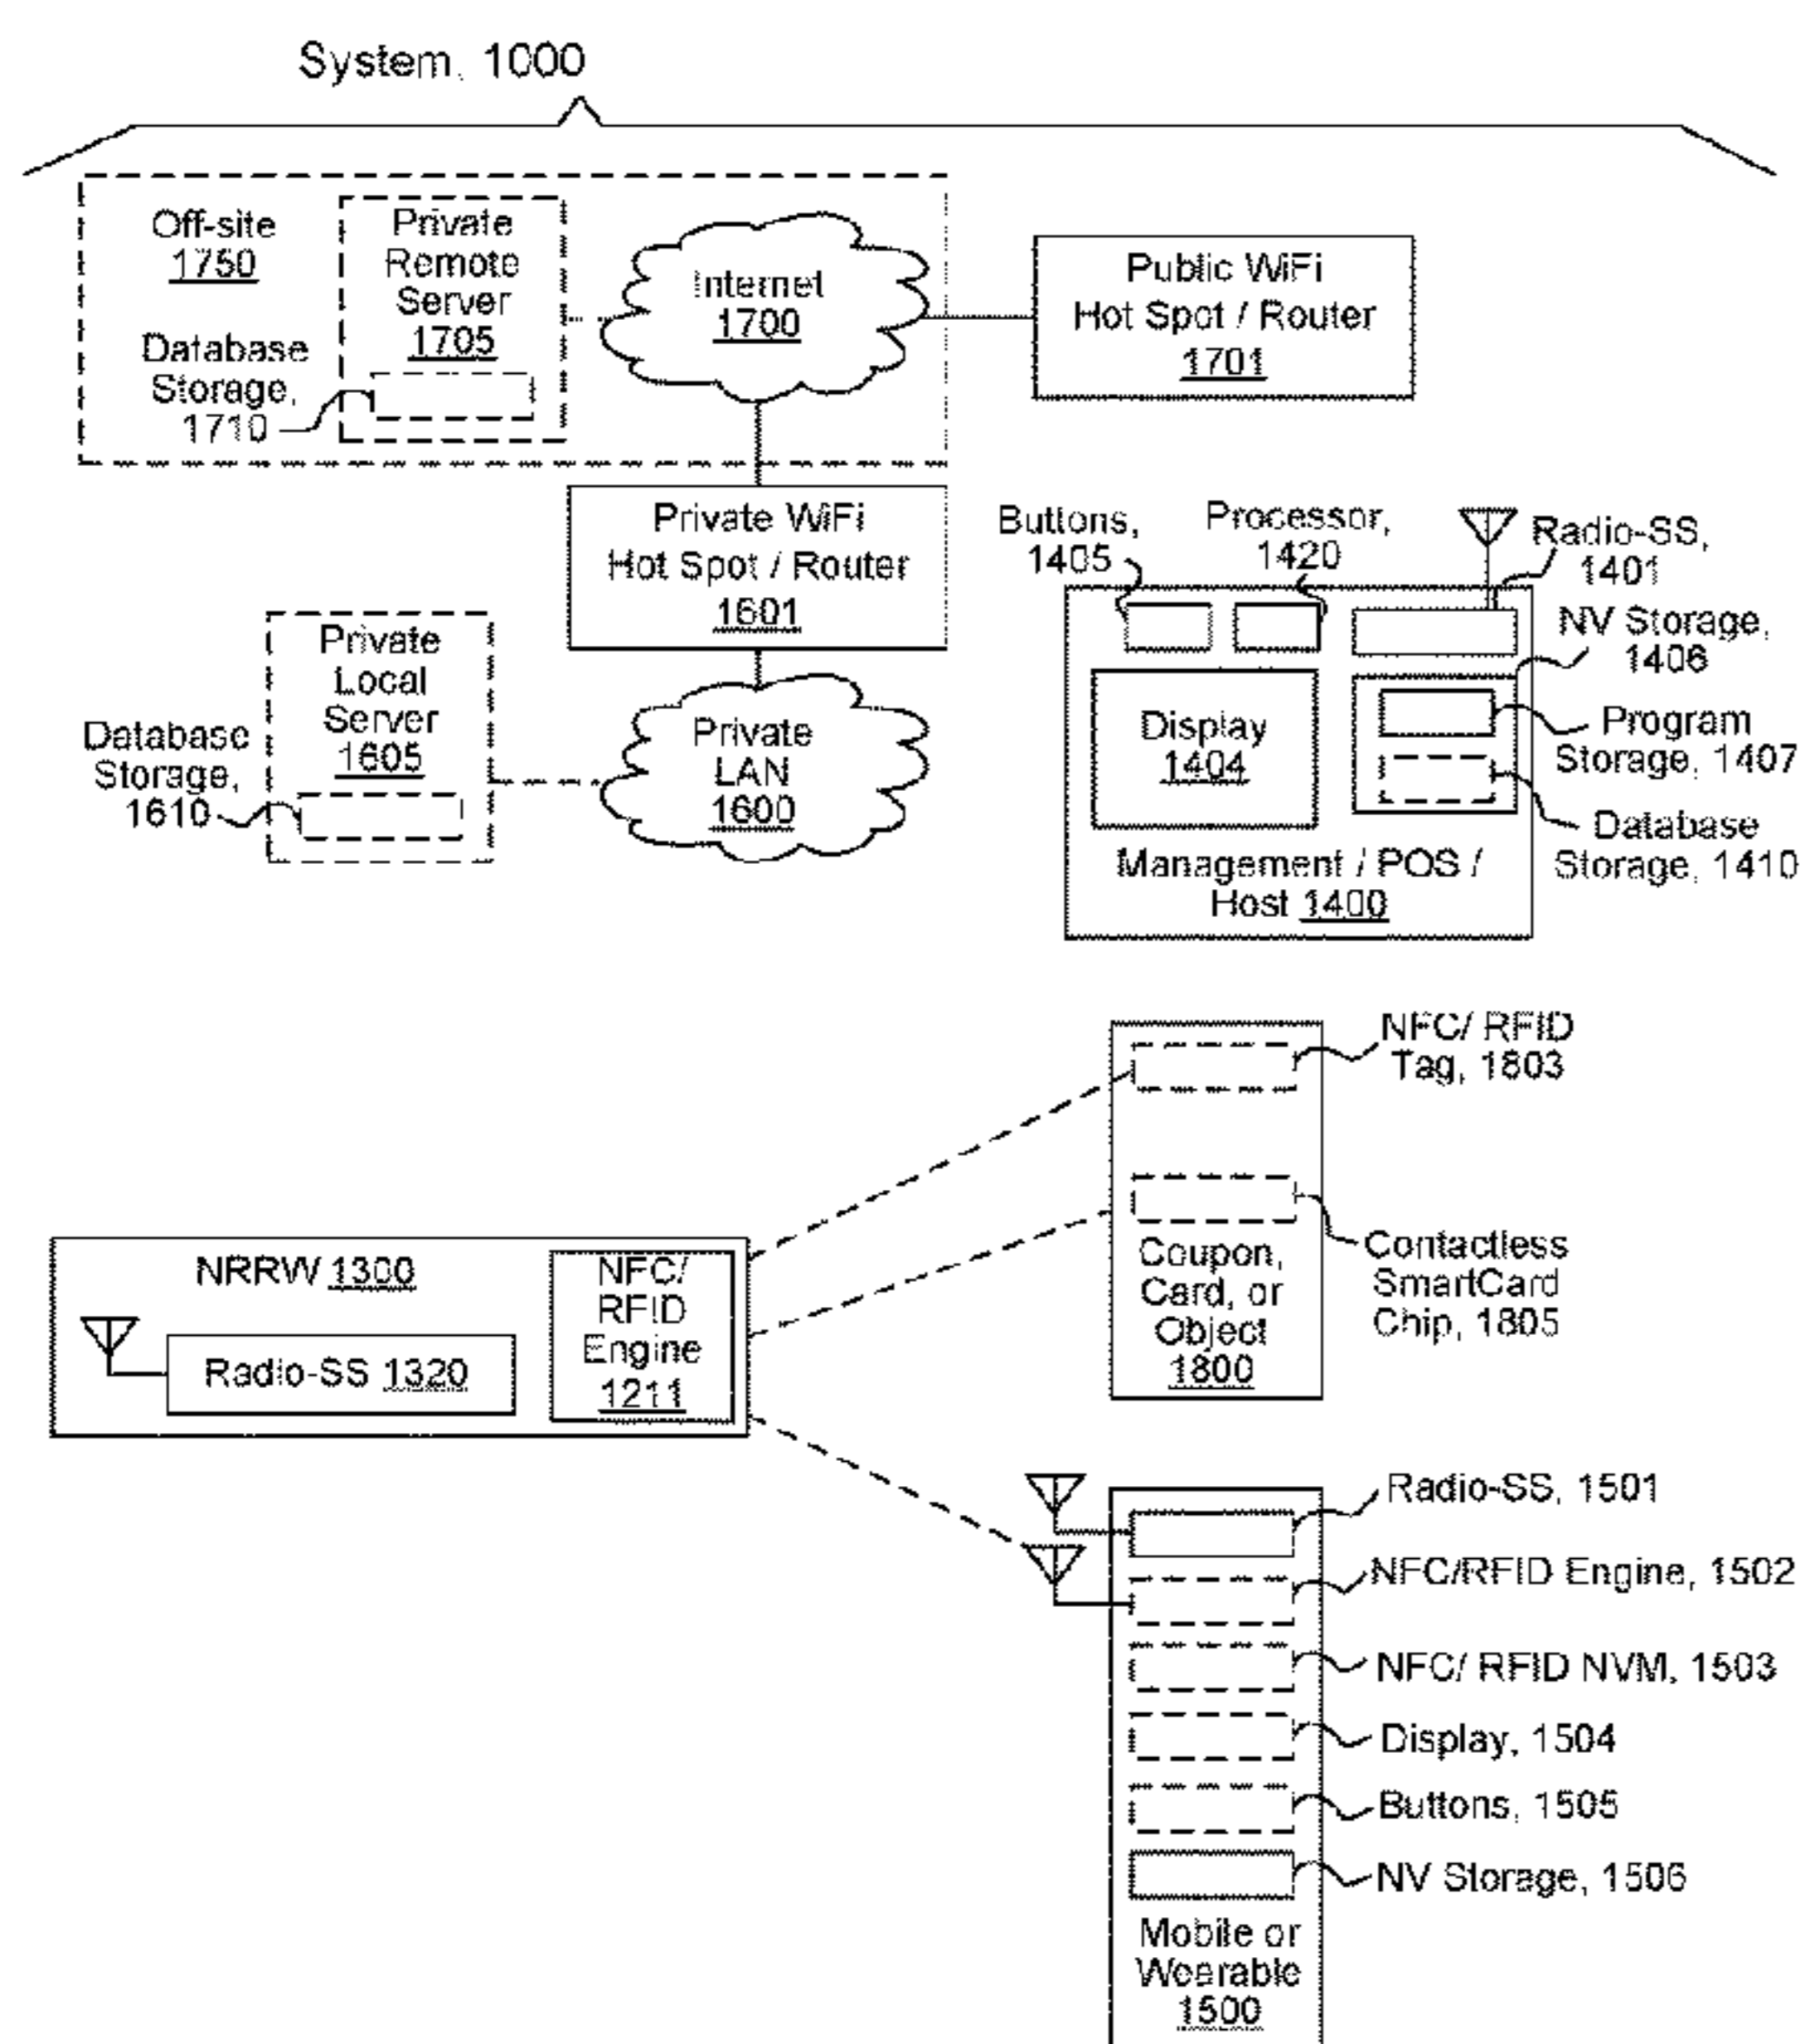 System, 1000
Off-site
1750
Private
Remote
Server
1705
Database
Storage,
1710
Internet
1700
Public WiFi
Hot Spot / Router
1701
Private WiFi
Hot Spot / Router
1601
Private
Local
Server
1605
Database
Storage,
1610
Private
LAN
1600
Buttons,
1405
Processor,
1420
Radio-SS,
1401
NV Storage,
1406
Program
Storage, 1407
Database
Storage, 1410
Display
1404
Management / POS /
Host 1400
NFC/ RFID
Tag, 1803
Contactless
SmartCard
Chip, 1805
Coupon,
Card, or
Object
1800
NRRW 1300
Radio-SS 1320
NFC/
RFID
Engine
1211
Radio-SS, 1501
NFC/RFID Engine, 1502
NFC/ RFID NVM, 1503
Display, 1504
Buttons, 1505
NV Storage, 1506
Mobile or
Wearable
1500